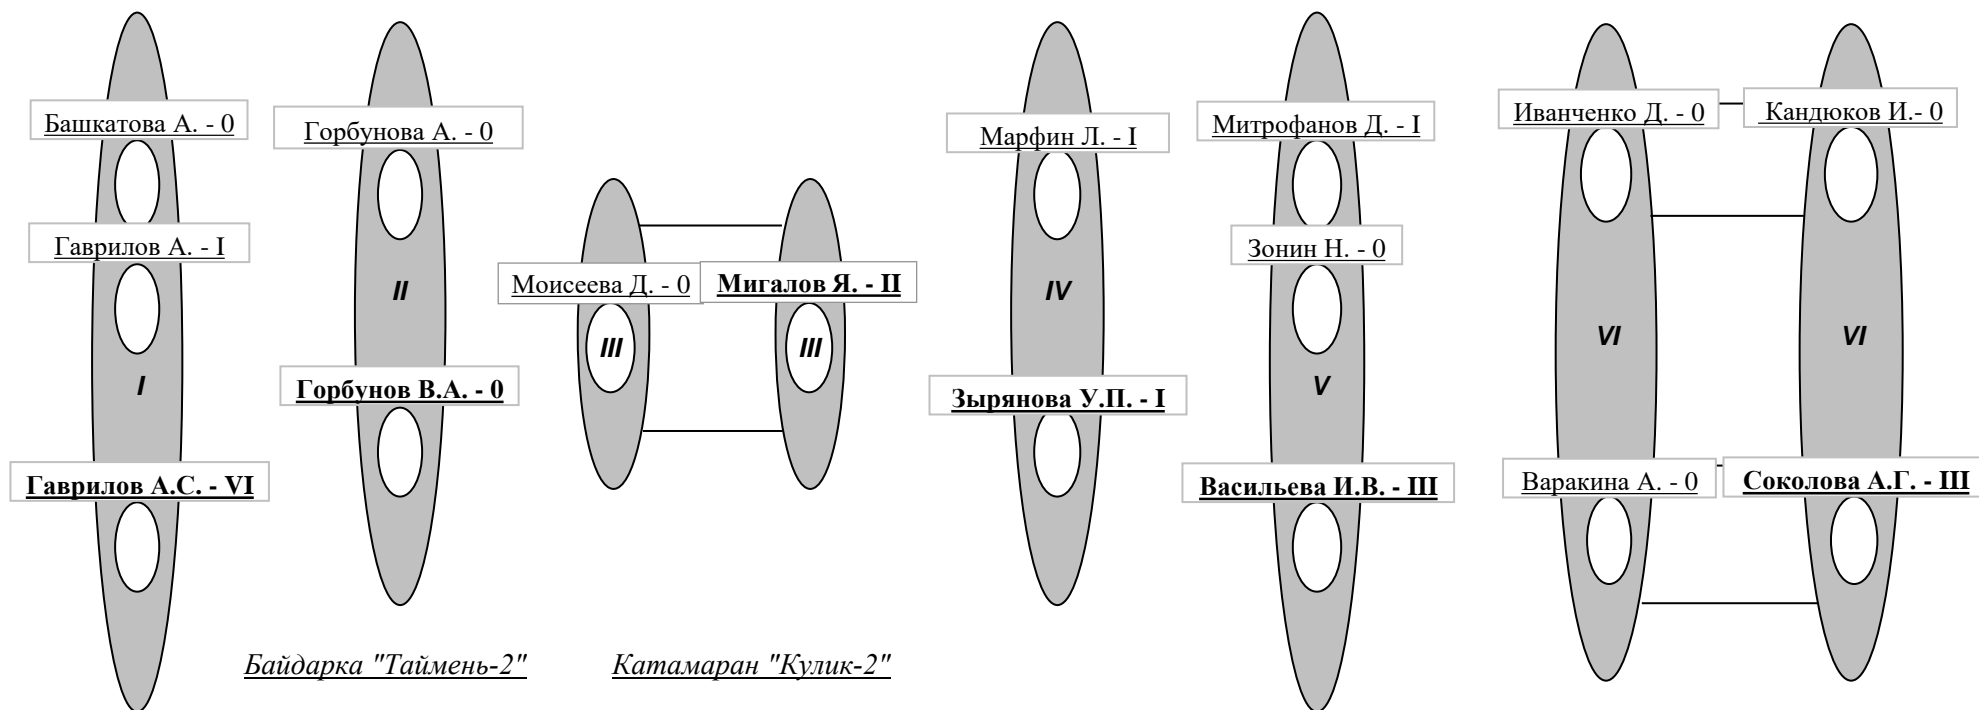 Башкатова А. - 0
Гаврилов А. - I
I
Гаврилов А.С. - VI
Горбунова А. - 0
II
Горбунов В.А. - 0
Моисеева Д. - 0
Мигалов Я. - II
III
III
Марфин Л. - I
IV
Зырянова У.П. - I
Митрофанов Д. - I
Зонин Н. - 0
V
Васильева И.В. - III
Иванченко Д. - 0
Кандюков И.- 0
VI
VI
Варакина А. - 0
Соколова А.Г. - III
Байдарка "Таймень-2"
Катамаран "Кулик-2"